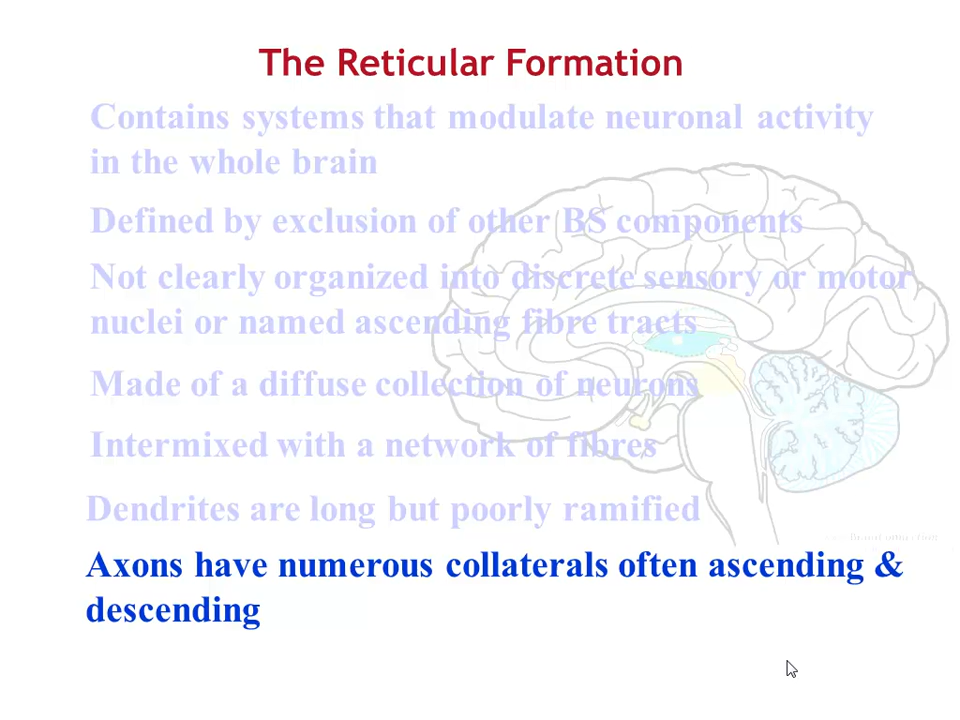 The Reticular Formation
Contains systems that modulate neuronal activity
in the whole brain
Defined by exclusion of other BS components
Not clearly organized into discrete sensory or motor
nuclei or named ascending fibre tracts
Made of a diffuse collection of neurons
Intermixed with a network of fibres
Dendrites are long but poorly ramified
Axons have numerous collaterals often ascending &
descending